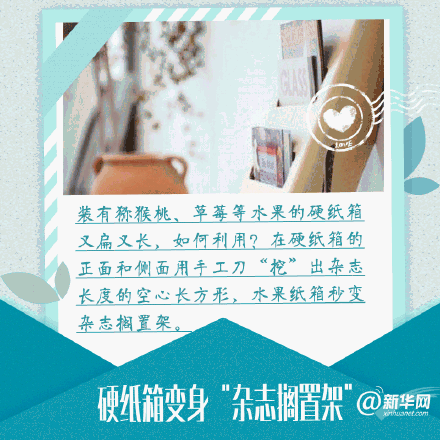 GLASS
LOVE
装有猕猴桃、草莓等水果的硬纸箱
又扁又长，如何利用？在硬纸箱的
正面和侧面用手工刀“挖”出杂志
长度的空心长方形，水果纸箱秒变
杂志搁置架。
硬纸箱变身“杂志搁置架”@新华网
xinhuanet.com